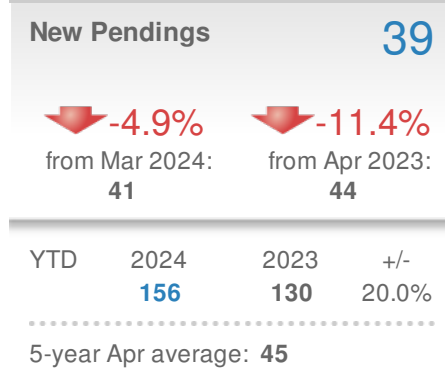 New Pendings 39
-4.9% -11.4%
from Mar 2024: from Apr 2023:
41 44
YTD 2024 2023 +/-
156 130 20.0%
5-year Apr average: 45